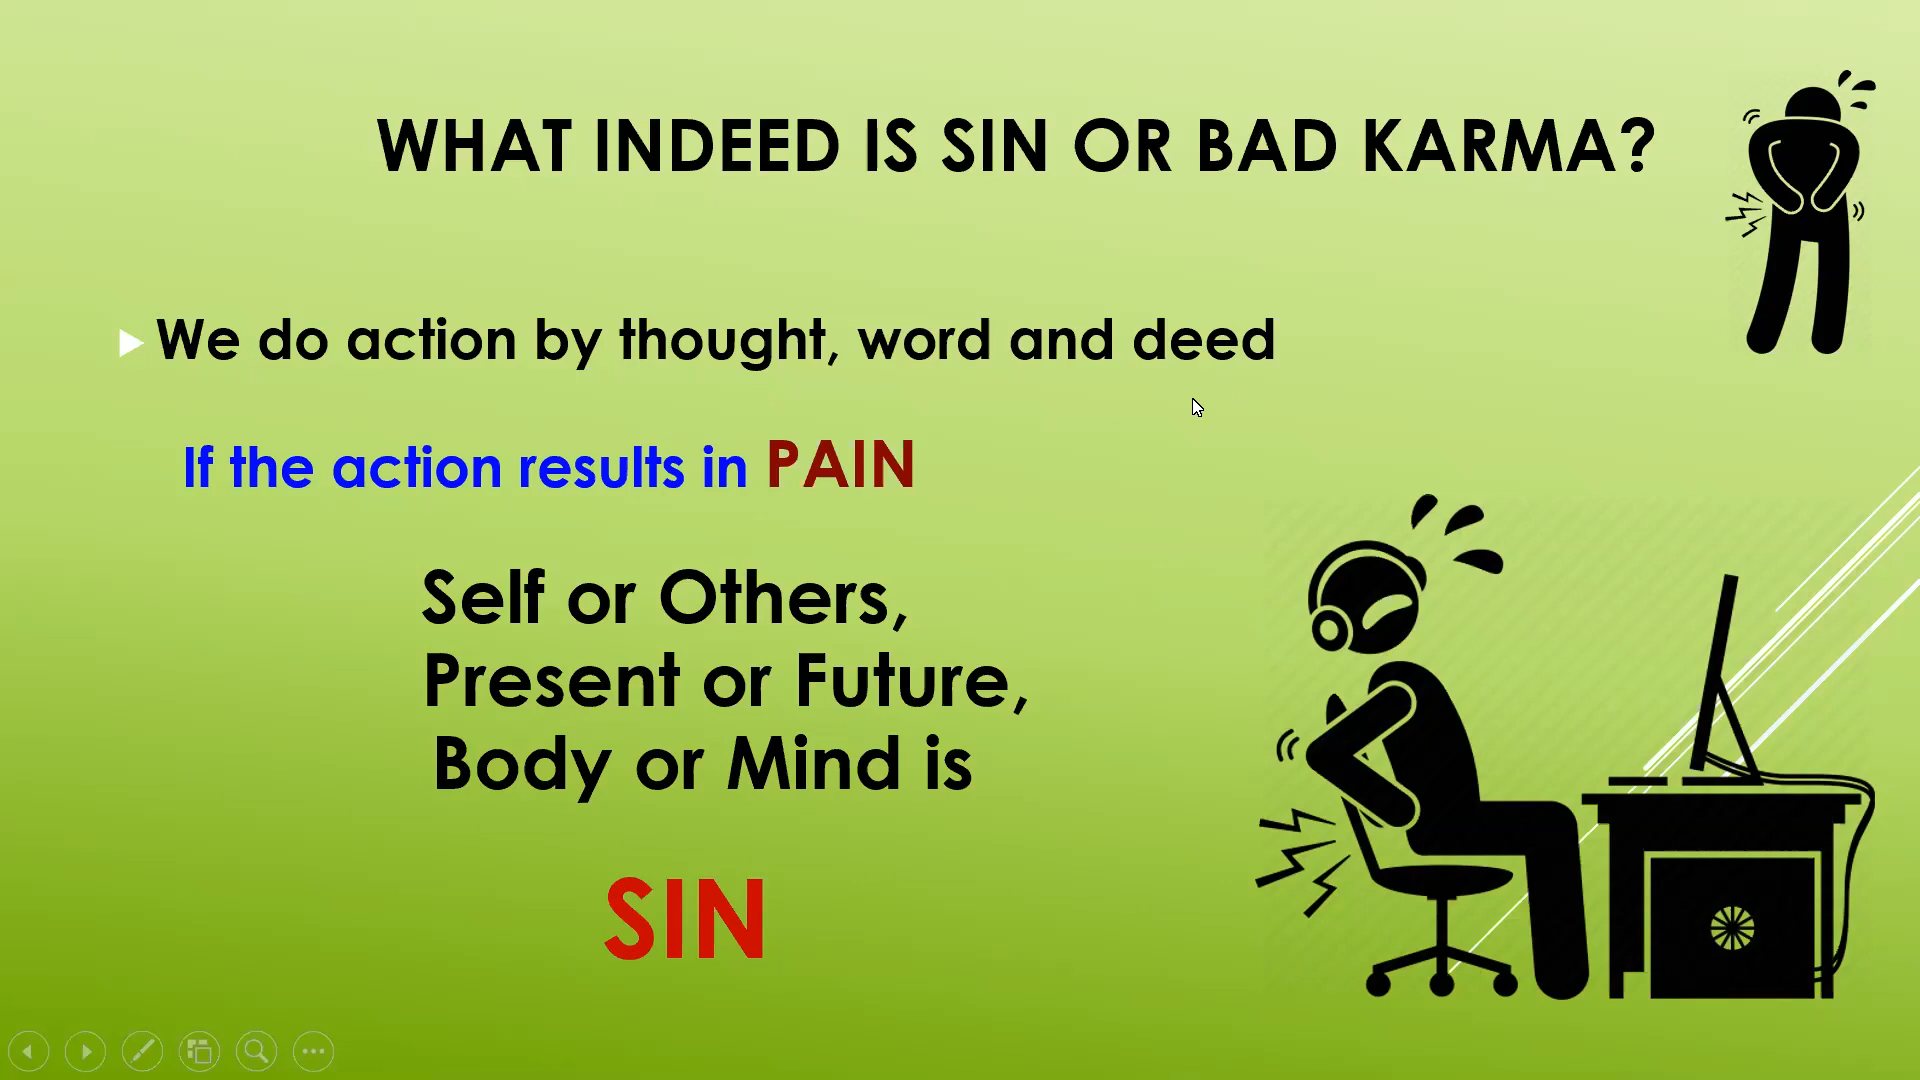 WHAT INDEED IS SIN OR BAD KARMA?
We do action by thought, word and deed
If the action results in PAIN
Self or Others,
Present or Future,
Body or Mind is
SIN